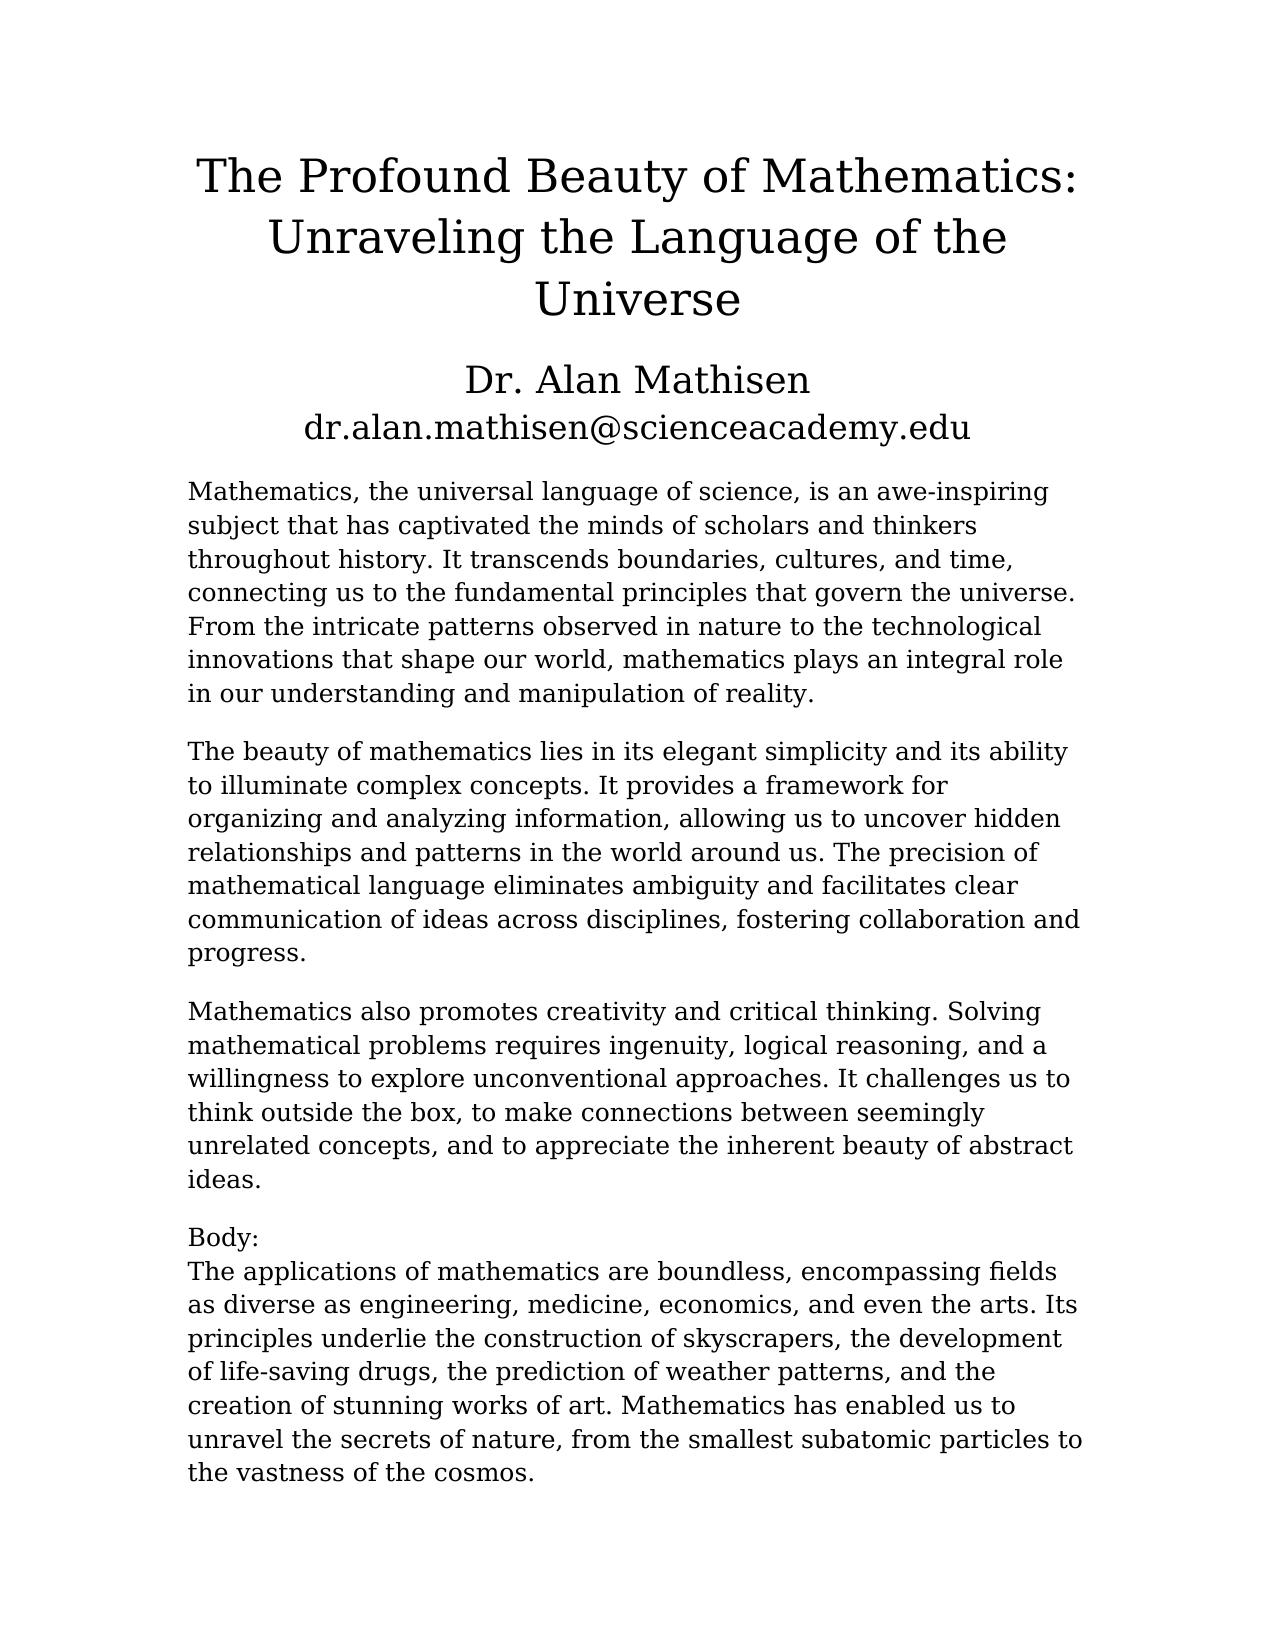 The Profound Beauty of Mathematics:
Unraveling the Language of the
Universe
Dr. Alan Mathisen
dr.alan.mathisen@scienceacademy.edu
Mathematics, the universal language of science, is an awe-inspiring
subject that has captivated the minds of scholars and thinkers
throughout history. It transcends boundaries, cultures, and time,
connecting us to the fundamental principles that govern the universe.
From the intricate patterns observed in nature to the technological
innovations that shape our world, mathematics plays an integral role
in our understanding and manipulation of reality.
The beauty of mathematics lies in its elegant simplicity and its ability
to illuminate complex concepts. It provides a framework for
organizing and analyzing information, allowing us to uncover hidden
relationships and patterns in the world around us. The precision of
mathematical language eliminates ambiguity and facilitates clear
communication of ideas across disciplines, fostering collaboration and
progress.
Mathematics also promotes creativity and critical thinking. Solving
mathematical problems requires ingenuity, logical reasoning, and a
willingness to explore unconventional approaches. It challenges us to
think outside the box, to make connections between seemingly
unrelated concepts, and to appreciate the inherent beauty of abstract
ideas.
Body:
The applications of mathematics are boundless, encompassing fields
as diverse as engineering, medicine, economics, and even the arts. Its
principles underlie the construction of skyscrapers, the development
of life-saving drugs, the prediction of weather patterns, and the
creation of stunning works of art. Mathematics has enabled us to
unravel the secrets of nature, from the smallest subatomic particles to
the vastness of the cosmos.